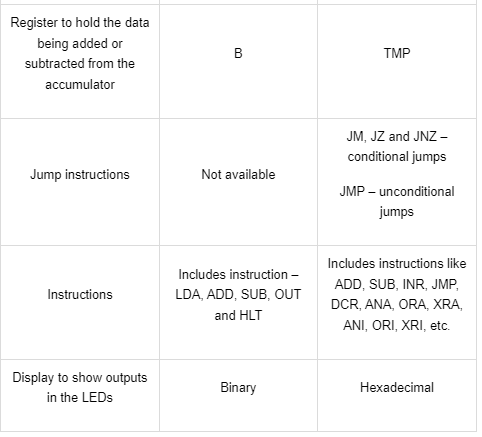 Register to hold the data
being added or
subtracted from the
accumulator
B
TMP
Jump instructions
Not available
JM, JZ and JNZ –
conditional jumps
JMP – unconditional
jumps
Instructions
Includes instruction –
LDA, ADD, SUB, OUT
and HLT
Includes instructions like
ADD, SUB, INR, JMP,
DCR, ANA, ORA, XRA,
ANI, ORI, XRI, etc.
Display to show outputs
in the LEDs
Binary
Hexadecimal